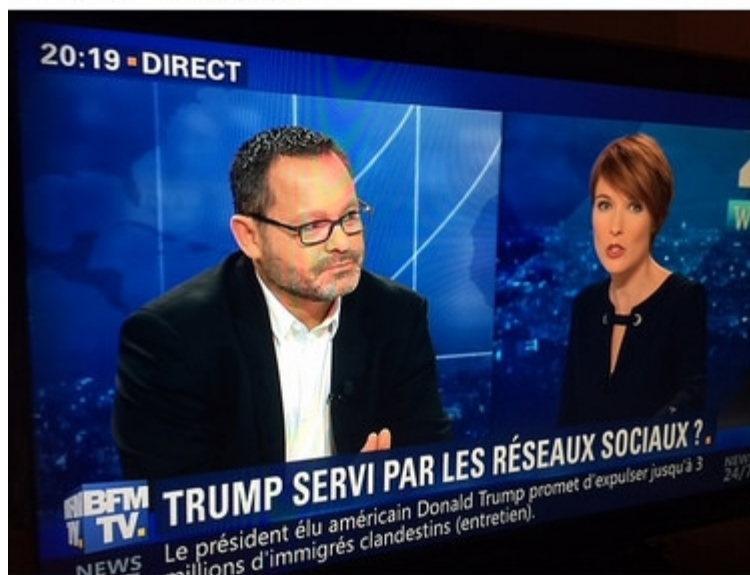 20:19 DIRECT
TRUMP SERVI PAR LES RÉSEAUX SOCIAUX ?
BFM
TV.
Le président élu américain Donald Trump promet d'expulser jusqu'à 3
millions d'immigrés clandestins (entretien).
NEWS